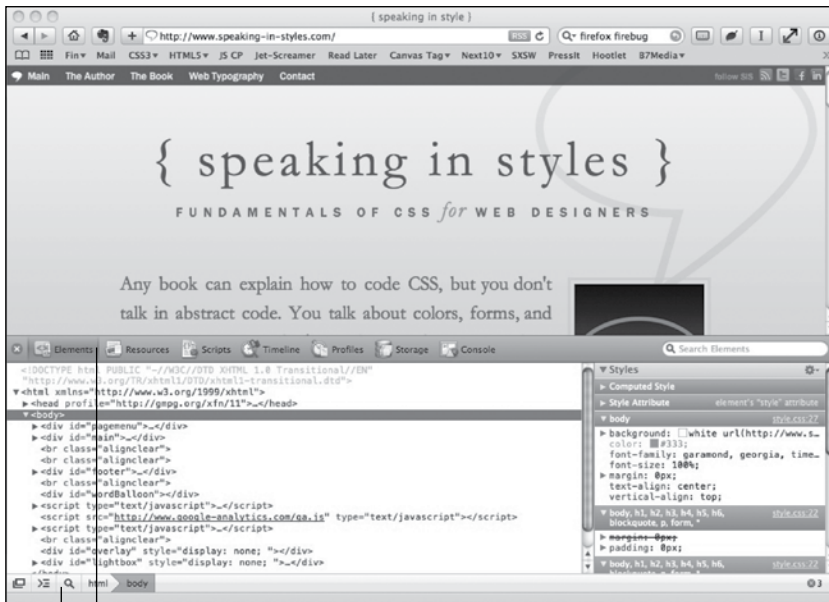 { speaking in style }
http://www.speaking-in-styles.com/ RSS firefox firebug
Fin Mail CSS3 HTML5 JS CP Jet-Screamer Read Later Canvas Tag Next10 SXSW PressIt Hootlet B7Media
Main The Author The Book Web Typography Contact follow SiS
{ speaking in styles }
FUNDAMENTALS OF CSS for WEB DESIGNERS
Any book can explain how to code CSS, but you don't
talk in abstract code. You talk about colors, forms, and
Elements Resources Scripts Timeline Profiles Storage Console Search Elements
<!DOCTYPE html PUBLIC "-//W3C//DTD XHTML 1.0 Transitional//EN"
"http://www.w3.org/TR/xhtml1/DTD/xhtml1-transitional.dtd">
<html xmlns="http://www.w3.org/1999/xhtml">
<head profile="http://gmpg.org/xfn/11">…</head>
<body>
<div id="pagemenu">…</div>
<div id="main">…</div>
<br class="alignclear">
<br class="alignclear">
<div id="footer">…</div>
<br class="alignclear">
<div id="wordBalloon"></div>
<script type="text/javascript">…</script>
<script src="http://www.google-analytics.com/ga.js" type="text/javascript"></script>
<script type="text/javascript">…</script>
<br class="alignclear">
<div id="overlay" style="display: none; "></div>
<div id="lightbox" style="display: none; ">…</div>
</body>
html body
Styles
Computed Style
Style Attribute element's "style" attribute
body style.css:27
background: white url(http://www.s…
color: #333;
font-family: garamond, georgia, time…
font-size: 100%;
margin: 0px;
text-align: center;
vertical-align: top;
body, h1, h2, h3, h4, h5, h6, style.css:22
blockquote, p, form, *
margin: 0px;
padding: 0px;
body, h1, h2, h3, h4, h5, h6, style.css:22
blockquote, p, form, *
3